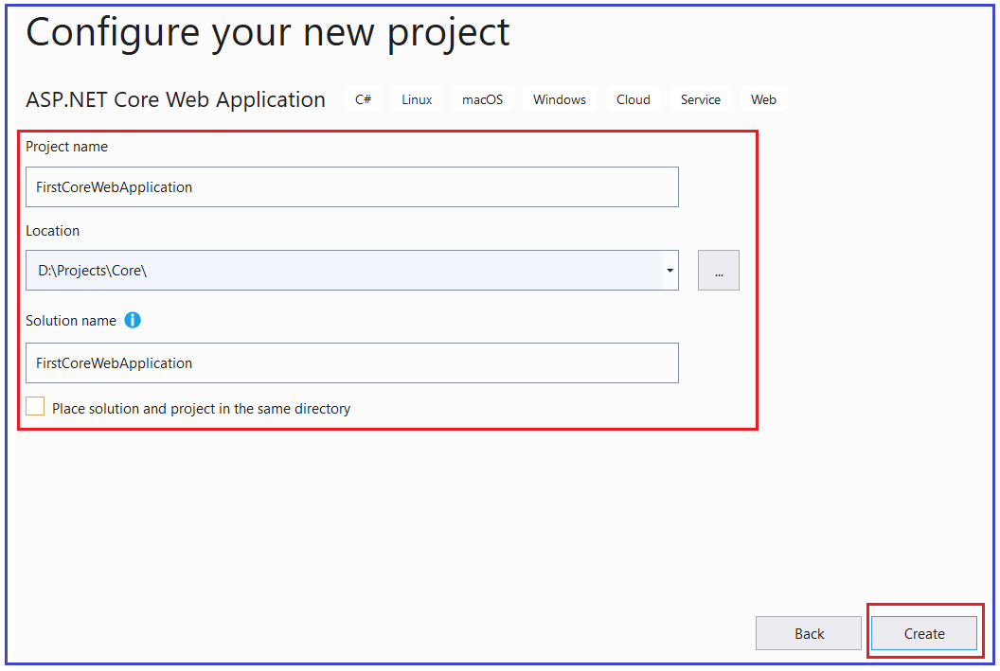 Configure your new project
ASP.NET Core Web Application C# Linux macOS Windows Cloud Service Web
Project name
FirstCoreWebApplication
Location
D:\Projects\Core\
...
Solution name
FirstCoreWebApplication
Place solution and project in the same directory
Back Create